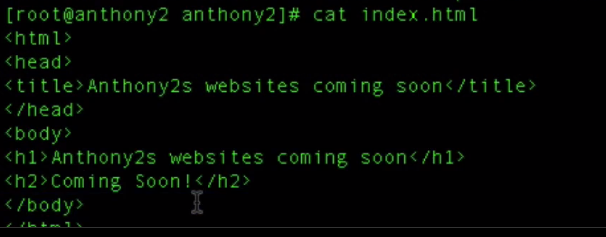 [root@anthony2 anthony2]# cat index.html
<html>
<head>
<title>Anthony2s websites coming soon</title>
</head>
<body>
<h1>Anthony2s websites coming soon</h1>
<h2>Coming Soon!</h2>
</body>
</html>